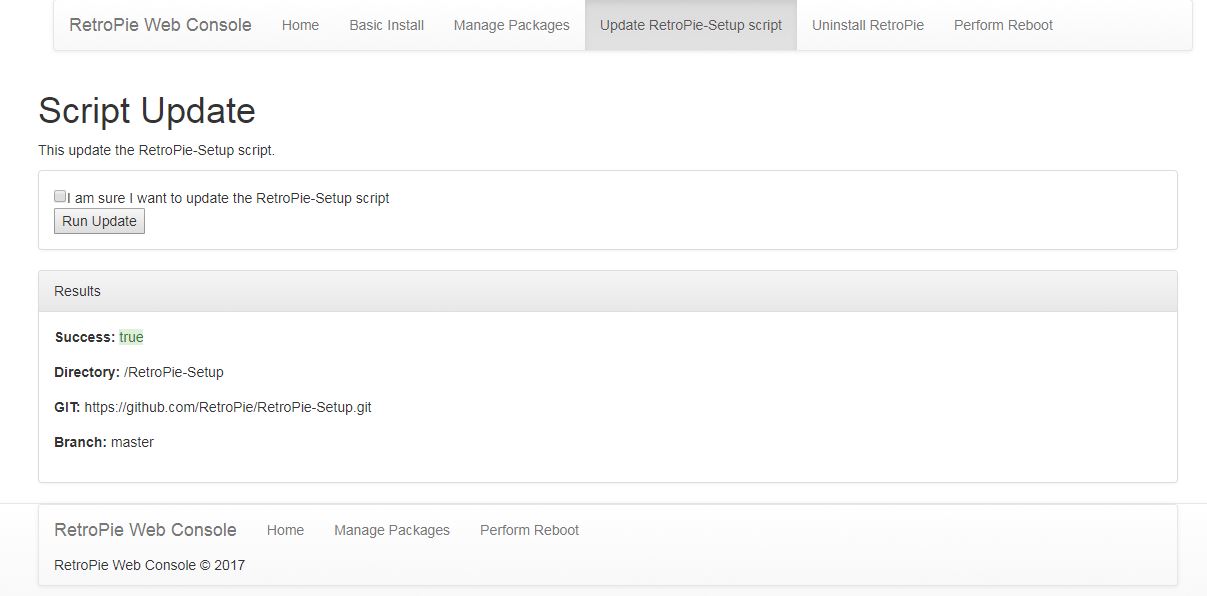 RetroPie Web Console Home Basic Install Manage Packages Update RetroPie-Setup script Uninstall RetroPie Perform Reboot
Script Update
This update the RetroPie-Setup script.
I am sure I want to update the RetroPie-Setup script
Run Update
Results
Success: true
Directory: /RetroPie-Setup
GIT: https://github.com/RetroPie/RetroPie-Setup.git
Branch: master
RetroPie Web Console Home Manage Packages Perform Reboot
RetroPie Web Console © 2017